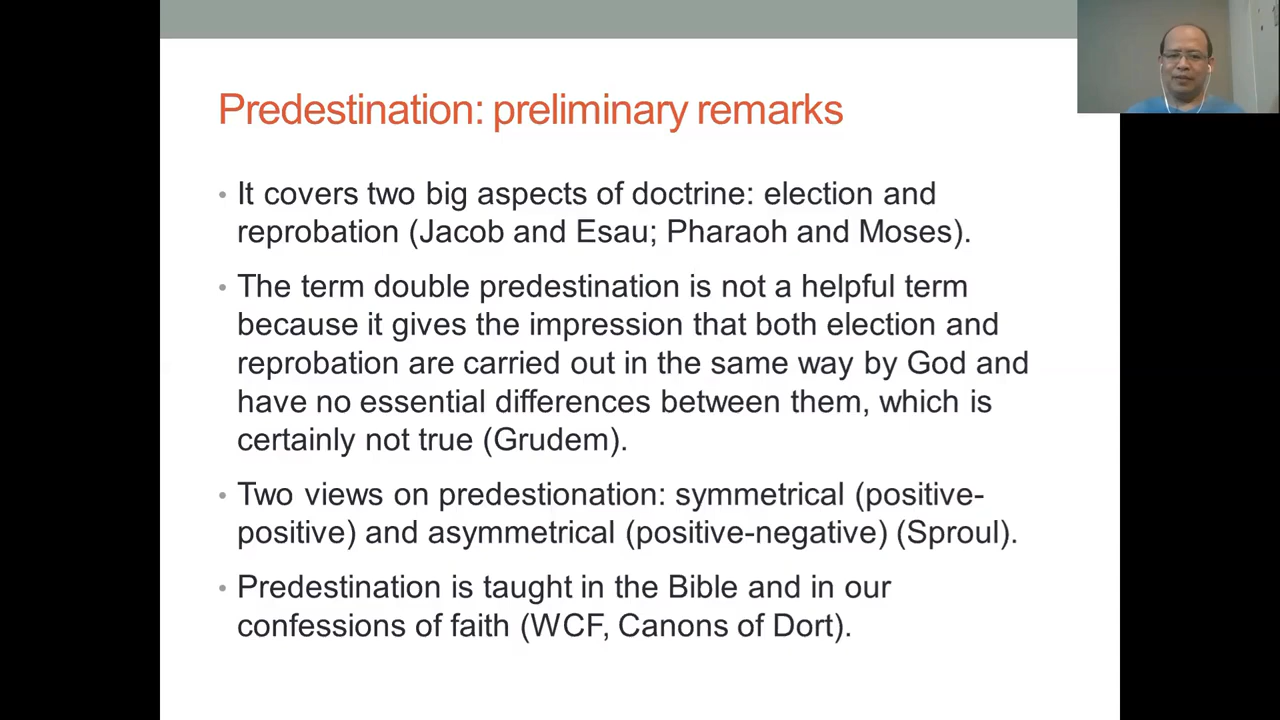 Predestination: preliminary remarks
• It covers two big aspects of doctrine: election and
reprobation (Jacob and Esau; Pharaoh and Moses).
• The term double predestination is not a helpful term
because it gives the impression that both election and
reprobation are carried out in the same way by God and
have no essential differences between them, which is
certainly not true (Grudem).
• Two views on predestionation: symmetrical (positive-
positive) and asymmetrical (positive-negative) (Sproul).
• Predestination is taught in the Bible and in our
confessions of faith (WCF, Canons of Dort).